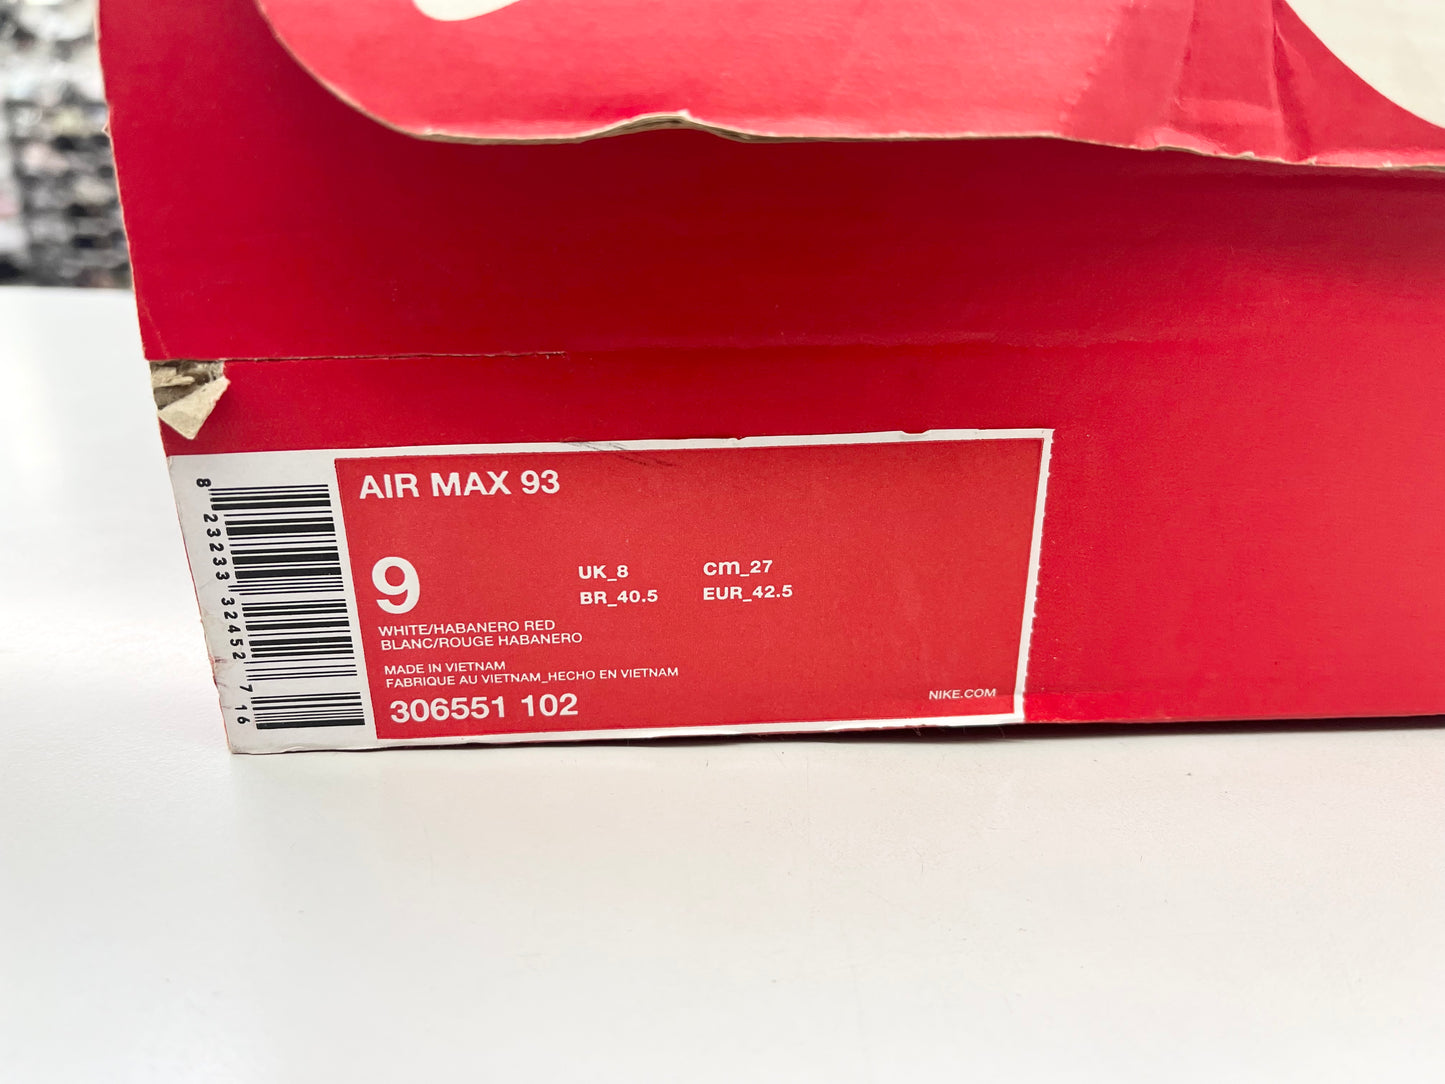 AIR MAX 93
9
UK_8 cm_27
BR_40.5 EUR_42.5
WHITE/HABANERO RED
BLANC/ROUGE HABANERO
MADE IN VIETNAM
FABRIQUE AU VIETNAM_HECHO EN VIETNAM
306551 102
NIKE.COM
8 23233 32452 7 16